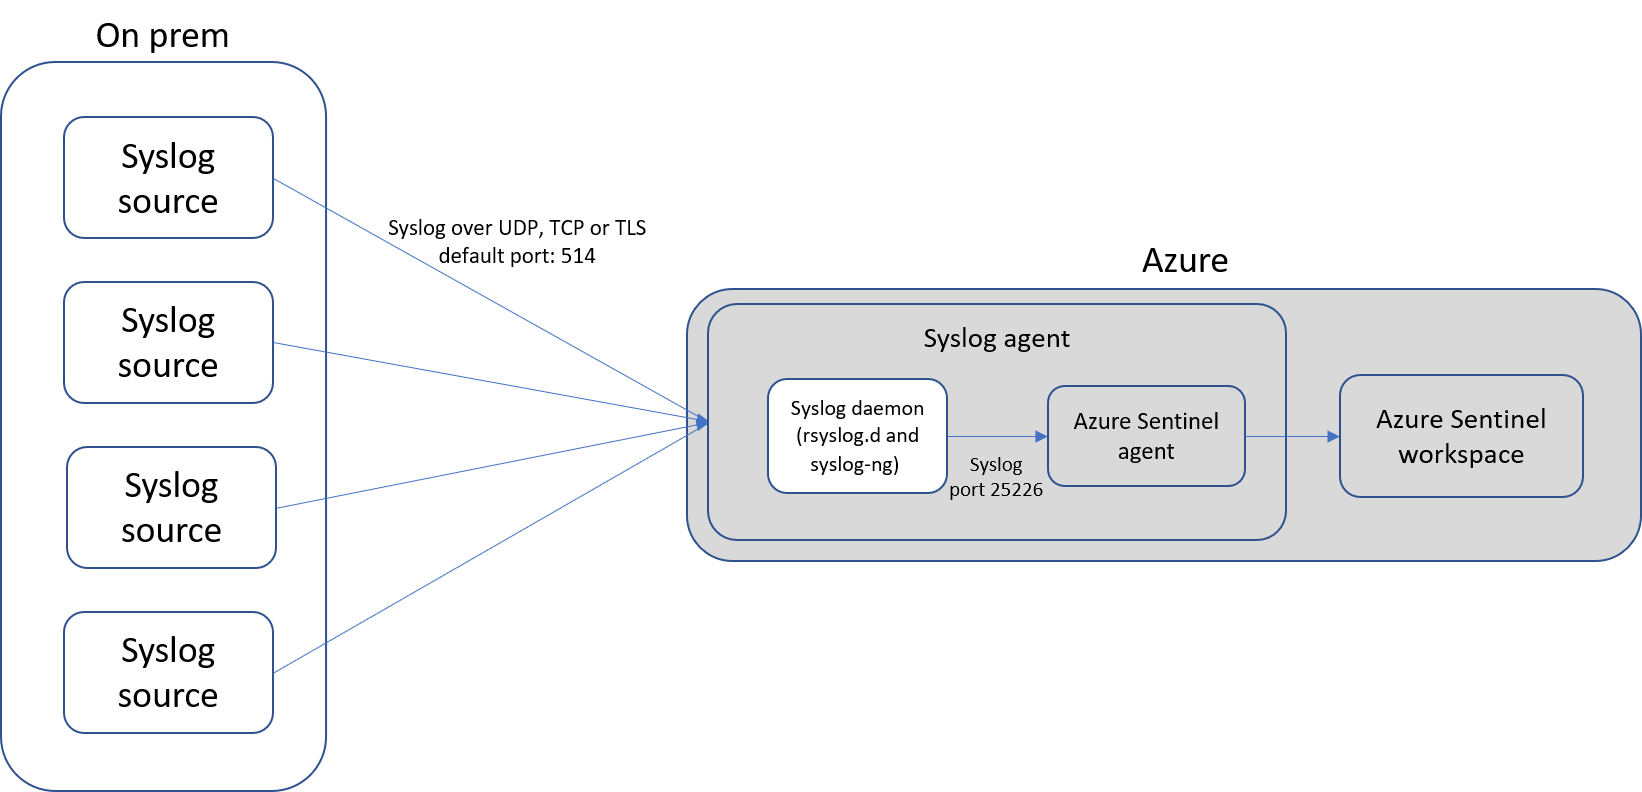 On prem
Syslog
source
Syslog
source
Syslog
source
Syslog
source
Syslog over UDP, TCP or TLS
default port: 514
Azure
Syslog agent
Syslog daemon
(rsyslog.d and
syslog-ng)
Syslog
port 25226
Azure Sentinel
agent
Azure Sentinel
workspace